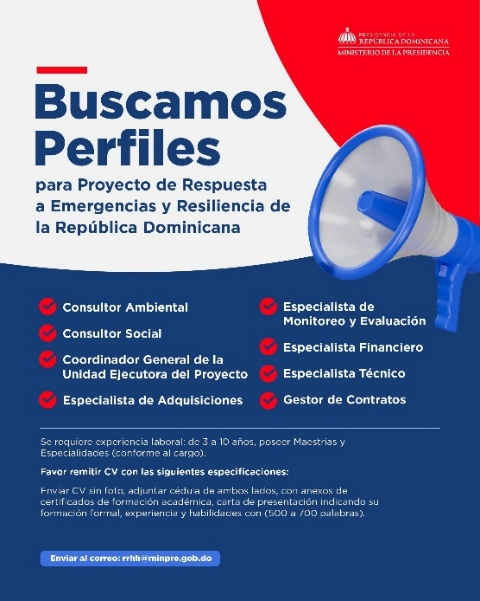 PRESIDENCIA DE LA
REPÚBLICA DOMINICANA
MINISTERIO DE LA PRESIDENCIA
Buscamos
Perfiles
para Proyecto de Respuesta
a Emergencias y Resiliencia de
la República Dominicana
Consultor Ambiental
Consultor Social
Coordinador General de la
Unidad Ejecutora del Proyecto
Especialista de Adquisiciones
Especialista de
Monitoreo y Evaluación
Especialista Financiero
Especialista Técnico
Gestor de Contratos
Se requiere experiencia laboral: de 3 a 10 años, poseer Maestrías y
Especialidades (conforme al cargo).
Favor remitir CV con las siguientes especificaciones:
Enviar CV sin foto, adjuntar cédula de ambos lados, con anexos de
certificados de formación académica, carta de presentación indicando su
formación formal, experiencia y habilidades con (500 a 700 palabras).
Enviar al correo: rrhh@minpre.gob.do